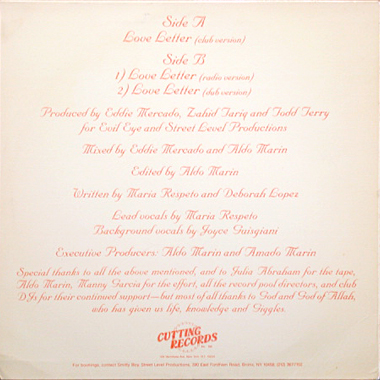 Side A
Love Letter (club version)
Side B
1) Love Letter (radio version)
2) Love Letter (dub version)
Produced by Eddie Mercado, Zahid Tariq and Todd Terry
for Evil Eye and Street Level Productions
Mixed by Eddie Mercado and Aldo Marin
Edited by Aldo Marin
Written by Maria Respeto and Deborah Lopez
Lead vocals by Maria Respeto
Background vocals by Joyce Guisgiani
Executive Producers: Aldo Marin and Amado Marin
Special thanks to all the above mentioned, and to Julia Abraham for the tape,
Aldo Marin, Manny Garcia for the effort, all the record pool directors, and club
DJs for their continued support—but most of all thanks to God and God of Allah,
who has given us life, knowledge and Giggles.
CUTTING
RECORDS
For bookings, contact Street Level Productions,